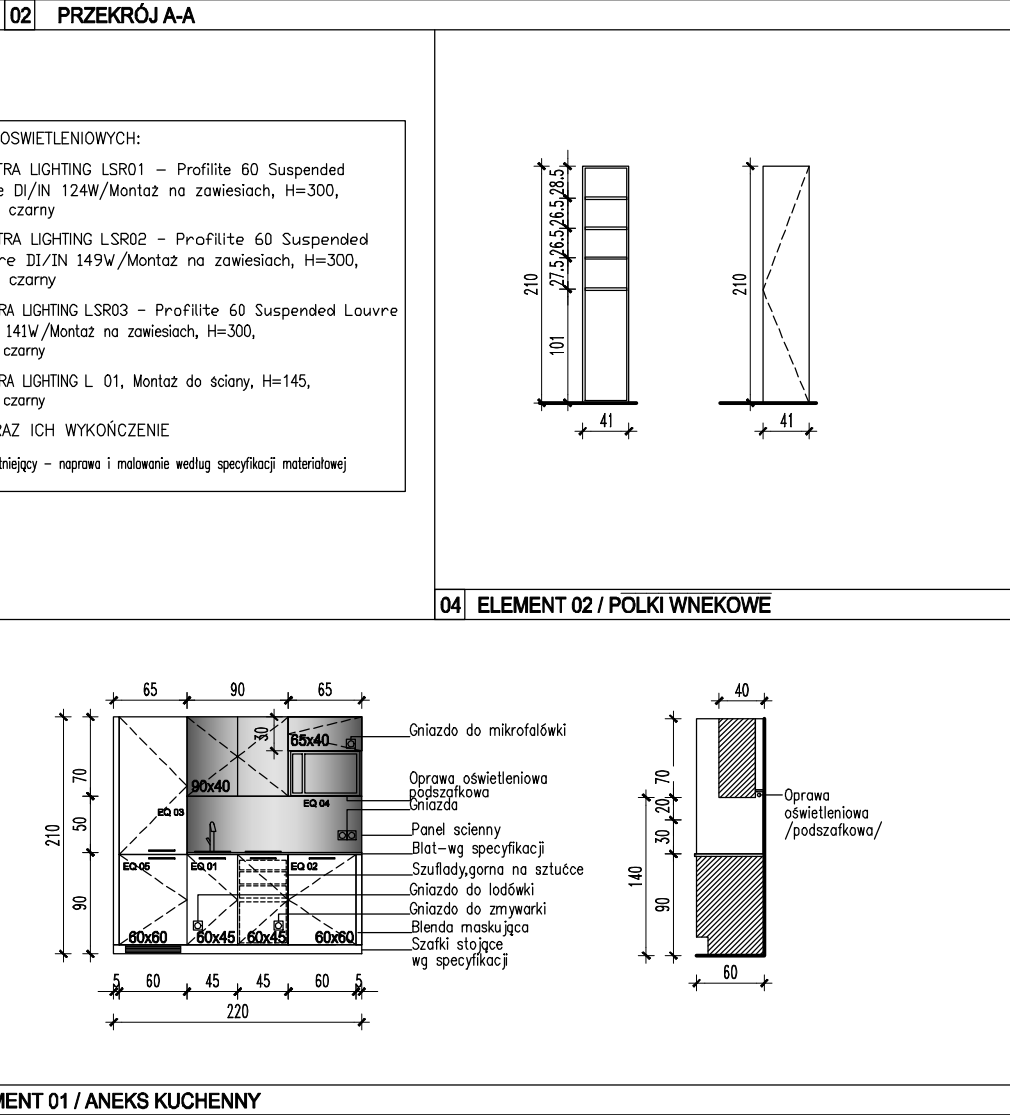 02 PRZEKRÓJ A-A
OSWIETLENIOWYCH:
TRA LIGHTING LSR01 – Profilite 60 Suspended
e DI/IN 124W/Montaż na zawiesiach, H=300,
czarny
TRA LIGHTING LSR02 – Profilite 60 Suspended
re DI/IN 149W/Montaż na zawiesiach, H=300,
czarny
RA LIGHTING LSR03 – Profilite 60 Suspended Louvre
141W/Montaż na zawiesiach, H=300,
czarny
RA LIGHTING L 01, Montaż do ściany, H=145,
czarny
RAZ ICH WYKOŃCZENIE
tniejący – naprawa i malowanie według specyfikacji materiałowej
210
28.5
26.5
26.5
27.5
101
41
210
41
04 ELEMENT 02 / POLKI WNEKOWE
65 90 65
210
70
50
90
30
65x40
90x40
EQ 03
EQ 04
EQ 05
EQ 01
EQ 02
60x60
60x45
60x45
60x60
Gniazdo do mikrofalówki
Oprawa oświetleniowa
podszafkowa
Gniazda
Panel scienny
Blat–wg specyfikacji
Szuflady,gorna na sztućce
Gniazdo do lodówki
Gniazdo do zmywarki
Blenda maskująca
Szafki stojące
wg specyfikacji
5 60 45 45 60 5
220
40
70
20
30
140
90
60
Oprawa
oświetleniowa
/podszafkowa/
MENT 01 / ANEKS KUCHENNY